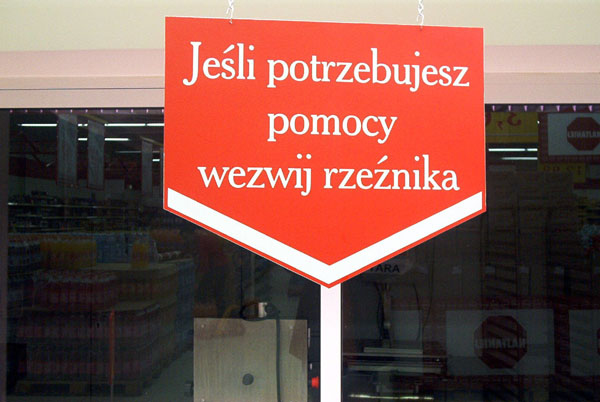 Jeśli potrzebujesz
pomocy
wezwij rzeźnika